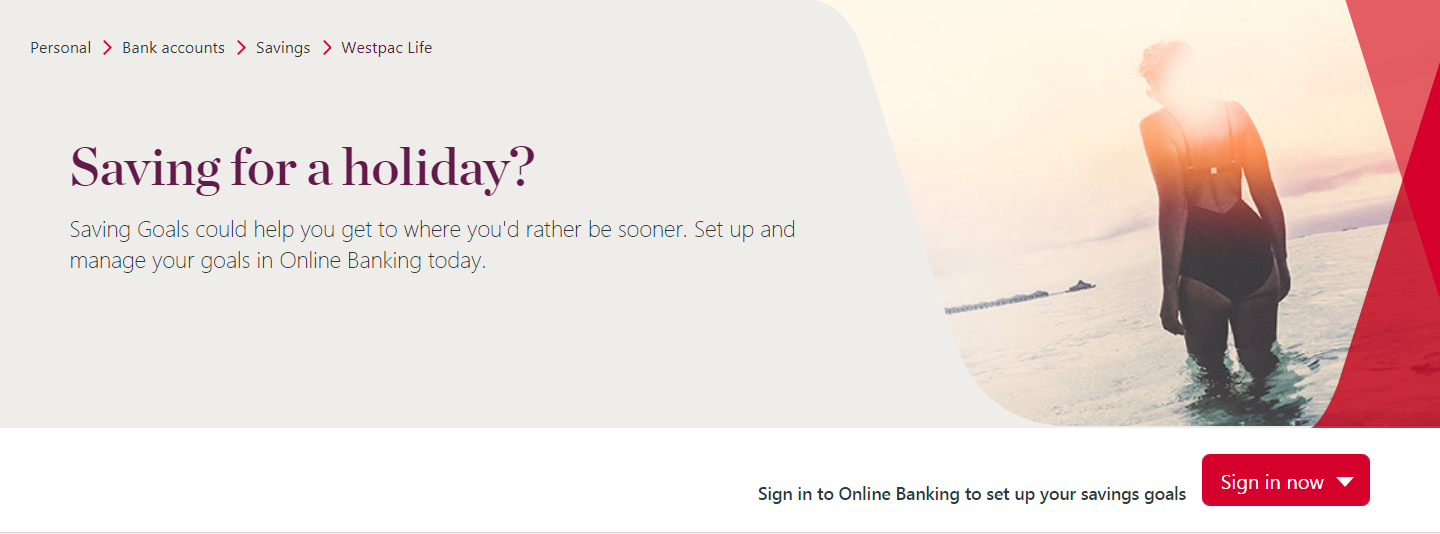 Personal
Bank accounts
Savings
Westpac Life
Saving for a holiday?
Saving Goals could help you get to where you'd rather be sooner. Set up and
manage your goals in Online Banking today.
Sign in to Online Banking to set up your savings goals
Sign in now